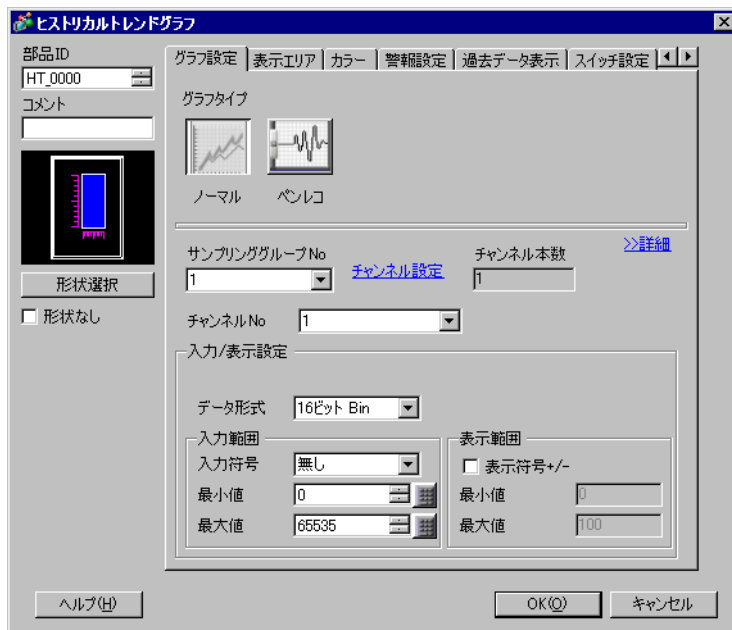 ヒストリカルトレンドグラフ
部品ID
HT_0000
コメント
形状選択
形状なし
グラフ設定 表示エリア カラー 警報設定 過去データ表示 スイッチ設定
グラフタイプ
ノーマル ペンレコ
サンプリンググループNo チャンネル設定 チャンネル本数 >>詳細
1 1
チャンネルNo 1
入力/表示設定
データ形式 16ビット Bin
入力範囲 表示範囲
入力符号 無し 表示符号+/-
最小値 0 最小値 0
最大値 65535 最大値 100
ヘルプ(H) OK(O) キャンセル